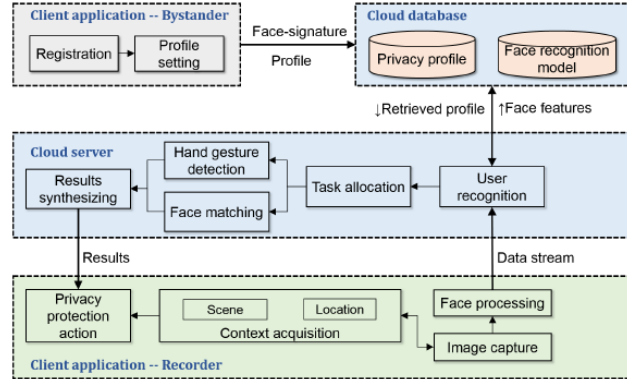 Client application -- Bystander
Registration
Profile
setting
Face-signature
Profile
Cloud database
Privacy profile
Face recognition
model
↓Retrieved profile
↑Face features
Cloud server
Results
synthesizing
Hand gesture
detection
Face matching
Task allocation
User
recognition
Results
Data stream
Privacy
protection
action
Scene
Location
Context acquisition
Face processing
Image capture
Client application -- Recorder